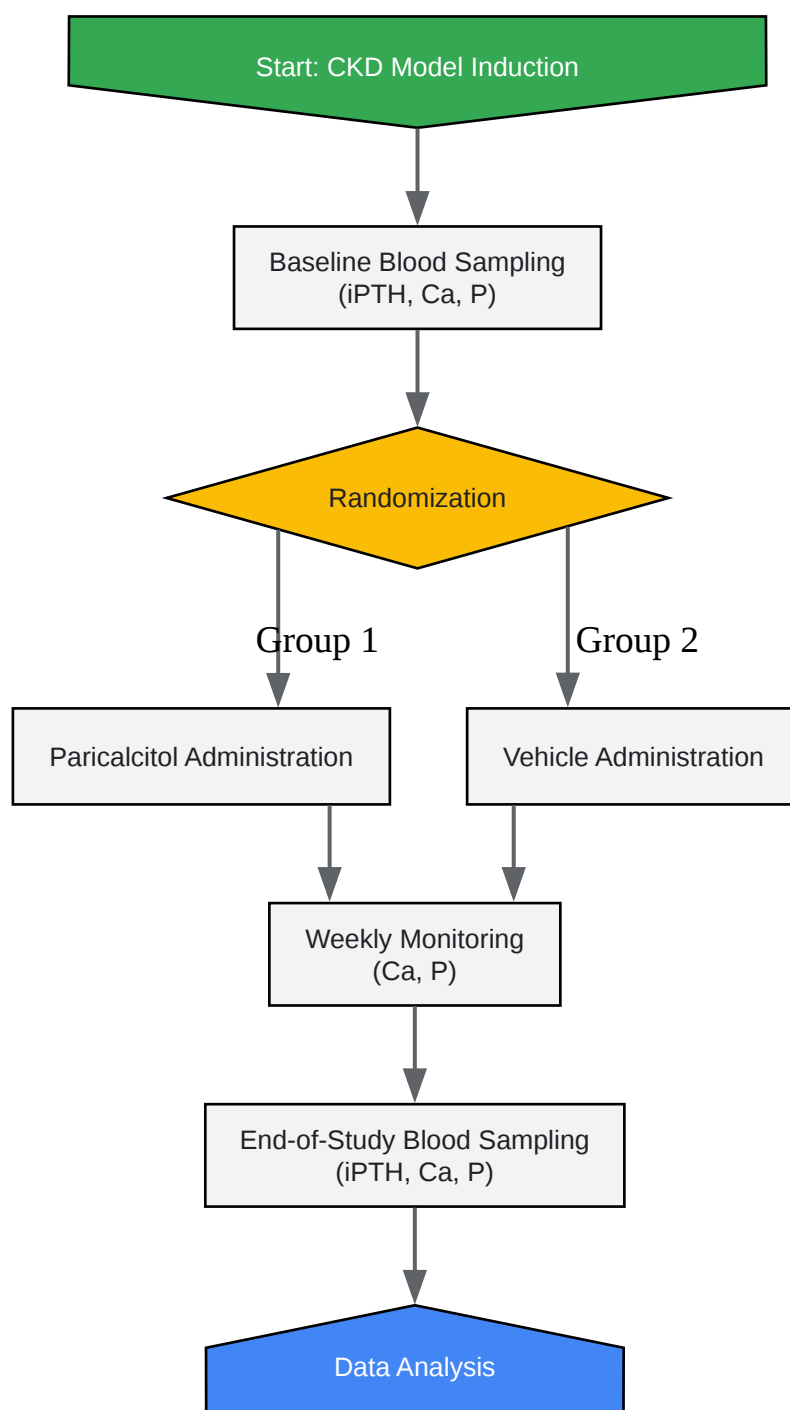 Start: CKD Model Induction
Baseline Blood Sampling
(iPTH, Ca, P)
Randomization
Group 1
Group 2
Paricalcitol Administration
Vehicle Administration
Weekly Monitoring
(Ca, P)
End-of-Study Blood Sampling
(iPTH, Ca, P)
Data Analysis